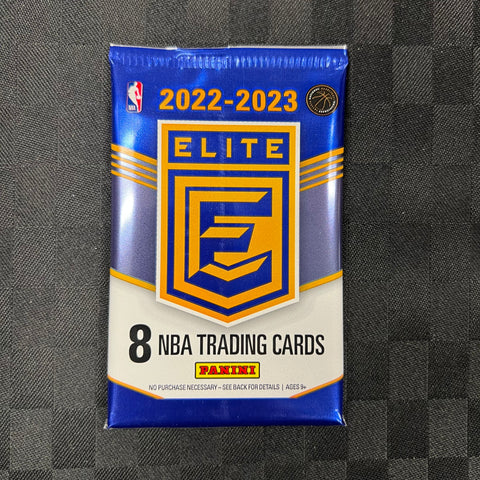 2022-2023
ELITE
E
8 NBA TRADING CARDS
PANINI
NO PURCHASE NECESSARY – SEE BACK FOR DETAILS | AGES 9+